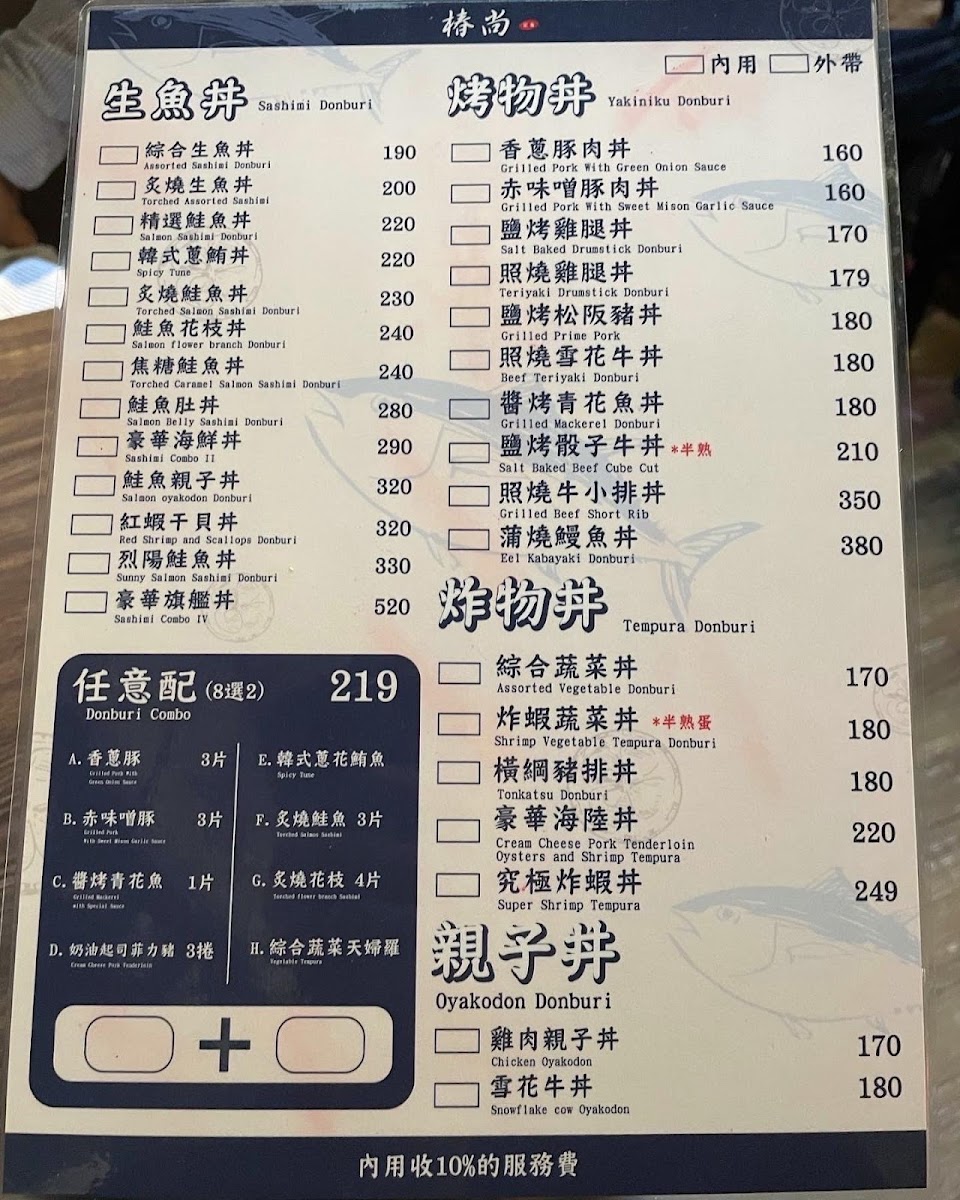 椿尚
內用 外帶
生魚丼 Sashimi Donburi
綜合生魚丼 190
Assorted Sashimi Donburi
炙燒生魚丼 200
Torched Assorted Sashimi
精選鮭魚丼 220
Salmon Sashimi Donburi
韓式蔥鮪丼 220
Spicy Tune
炙燒鮭魚丼 230
Torched Salmon Sashimi Donburi
鮭魚花枝丼 240
Salmon flower branch Donburi
焦糖鮭魚丼 240
Torched Caramel Salmon Sashimi Donburi
鮭魚肚丼 280
Salmon Belly Sashimi Donburi
豪華海鮮丼 290
Sashimi Combo II
鮭魚親子丼 320
Salmon oyakodon Donburi
紅蝦干貝丼 320
Red Shrimp and Scallops Donburi
烈陽鮭魚丼 330
Sunny Salmon Sashimi Donburi
豪華旗艦丼 520
Sashimi Combo IV
任意配(8選2) 219
Donburi Combo
A.香蔥豚 3片
Grilled Pork With
Green Onion Sauce
B.赤味噌豚 3片
Grilled Pork
With Sweet Mison Garlic Sauce
C.醬烤青花魚 1片
Grilled Mackerel
with Special Sauce
D.奶油起司菲力豬 3捲
Cream Cheese Pork Tenderloin
E.韓式蔥花鮪魚
Spicy Tune
F.炙燒鮭魚 3片
Torched Salmon Sashimi
G.炙燒花枝 4片
Torched flower branch Sashimi
H.綜合蔬菜天婦羅
Vegetable Tempura
+
烤物丼 Yakiniku Donburi
香蔥豚肉丼 160
Grilled Pork With Green Onion Sauce
赤味噌豚肉丼 160
Grilled Pork With Sweet Mison Garlic Sauce
鹽烤雞腿丼 170
Salt Baked Drumstick Donburi
照燒雞腿丼 179
Teriyaki Drumstick Donburi
鹽烤松阪豬丼 180
Grilled Prime Pork
照燒雪花牛丼 180
Beef Teriyaki Donburi
醬烤青花魚丼 180
Grilled Mackerel Donburi
鹽烤骰子牛丼 *半熟 210
Salt Baked Beef Cube Cut
照燒牛小排丼 350
Grilled Beef Short Rib
蒲燒鰻魚丼 380
Eel Kabayaki Donburi
炸物丼 Tempura Donburi
綜合蔬菜丼 170
Assorted Vegetable Donburi
炸蝦蔬菜丼 *半熟蛋 180
Shrimp Vegetable Tempura Donburi
橫綱豬排丼 180
Tonkatsu Donburi
豪華海陸丼 220
Cream Cheese Pork Tenderloin
Oysters and Shrimp Tempura
究極炸蝦丼 249
Super Shrimp Tempura
親子丼
Oyakodon Donburi
雞肉親子丼 170
Chicken Oyakodon
雪花牛丼 180
Snowflake cow Oyakodon
內用收10%的服務費